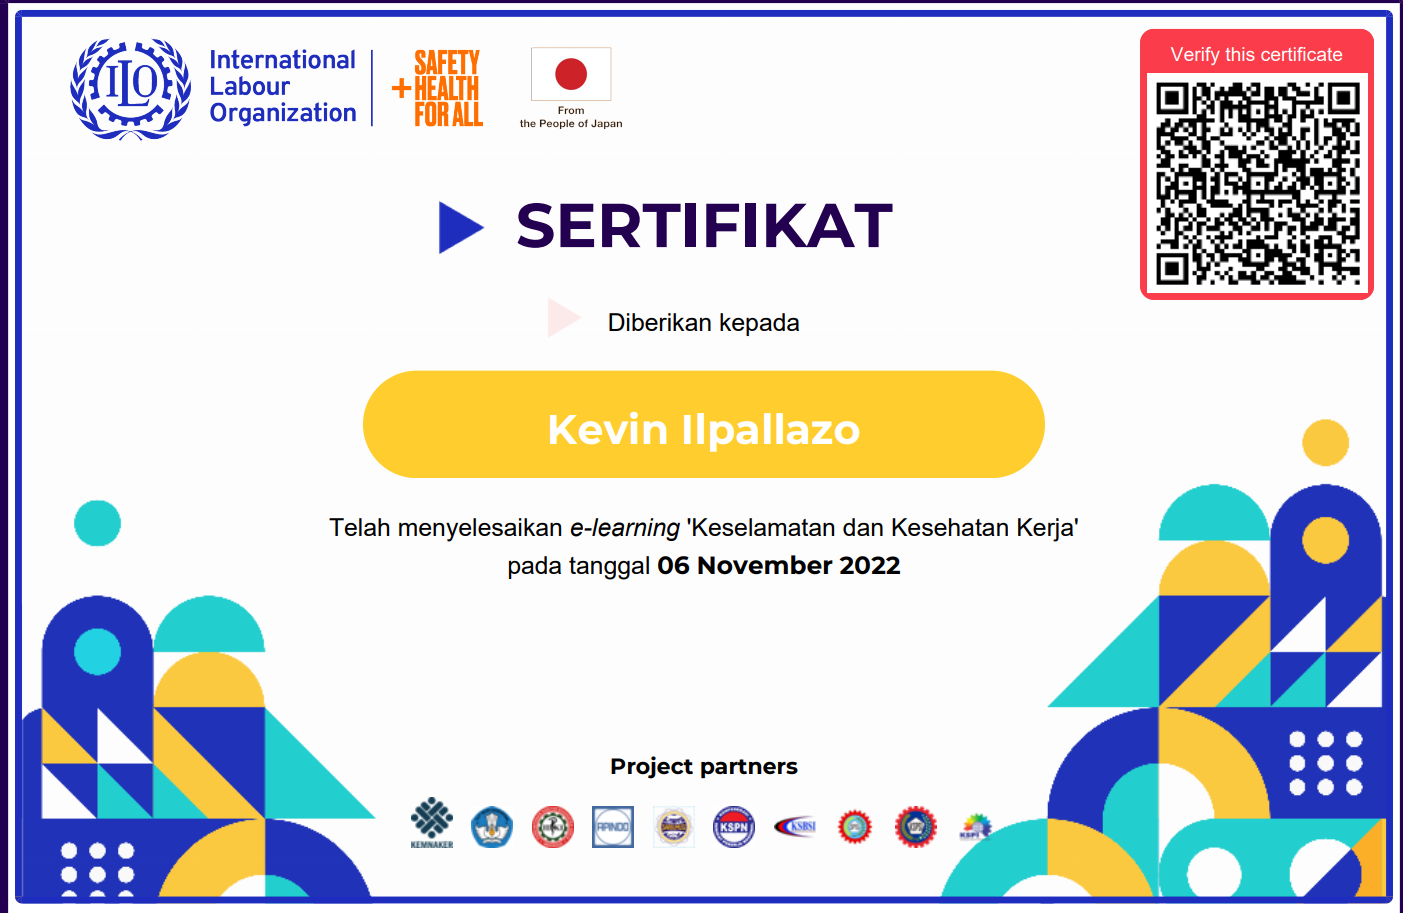 ILO
International
Labour
Organization
+ SAFETY
HEALTH
FOR ALL
From
the People of Japan
Verify this certificate
SERTIFIKAT
Diberikan kepada
Kevin Ilpallazo
Telah menyelesaikan e-learning 'Keselamatan dan Kesehatan Kerja'
pada tanggal 06 November 2022
Project partners
KEMNAKER
APINDO
KSPN
KSBSI
KSPI